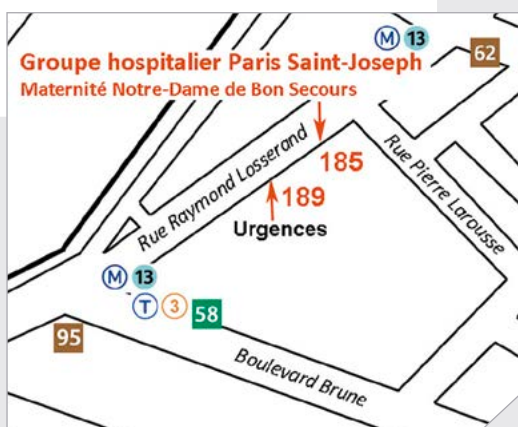 M 13
62
Groupe hospitalier Paris Saint-Joseph
Maternité Notre-Dame de Bon Secours
Rue Raymond Losserand
185
Rue Pierre Larousse
189
Urgences
M 13
T 3
58
95
Boulevard Brune